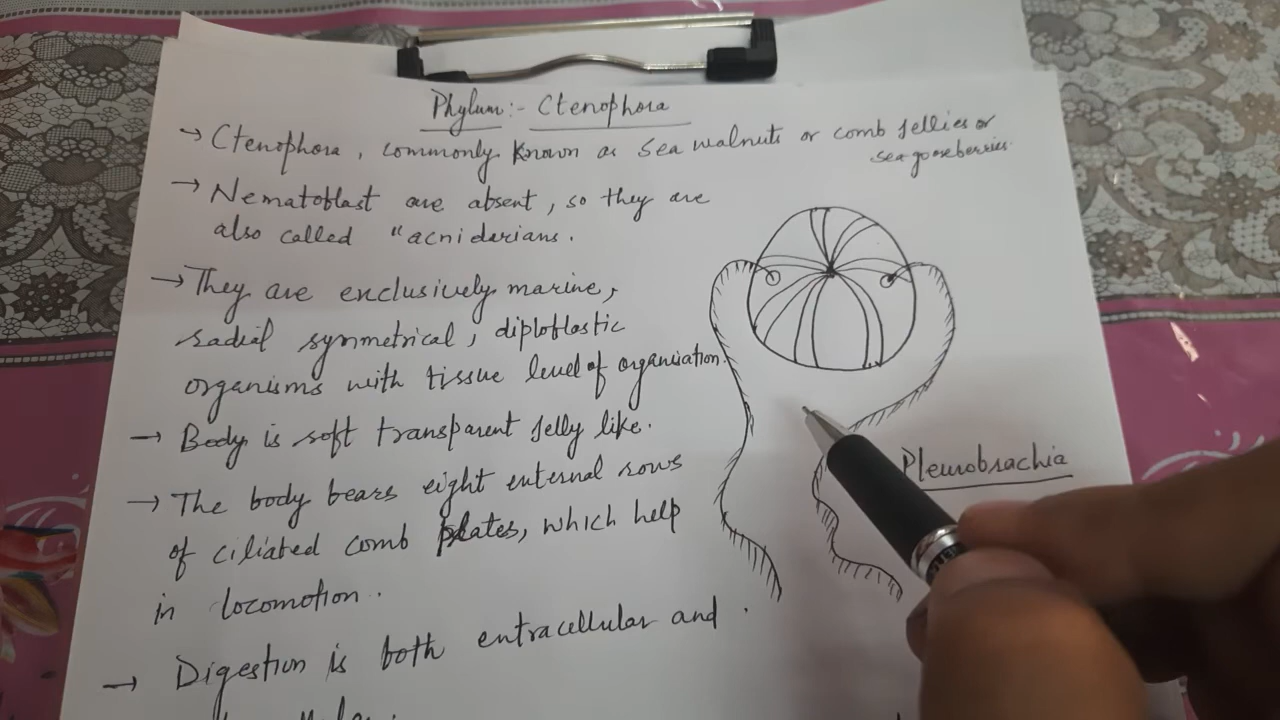 Phylum:- Ctenophora
→ Ctenophora, commonly known as sea walnuts or comb jellies or
sea gooseberries
→ Nematoblast are absent, so they are
also called "acnidarians.
→ They are exclusively marine,
radial symmetrical, diploblastic
organisms with tissue level of organisation.
→ Body is soft transparent jelly like.
→ The body bears eight external rows
of ciliated comb plates, which help
in locomotion.
Pleurobrachia
→ Digestion is both extracellular and